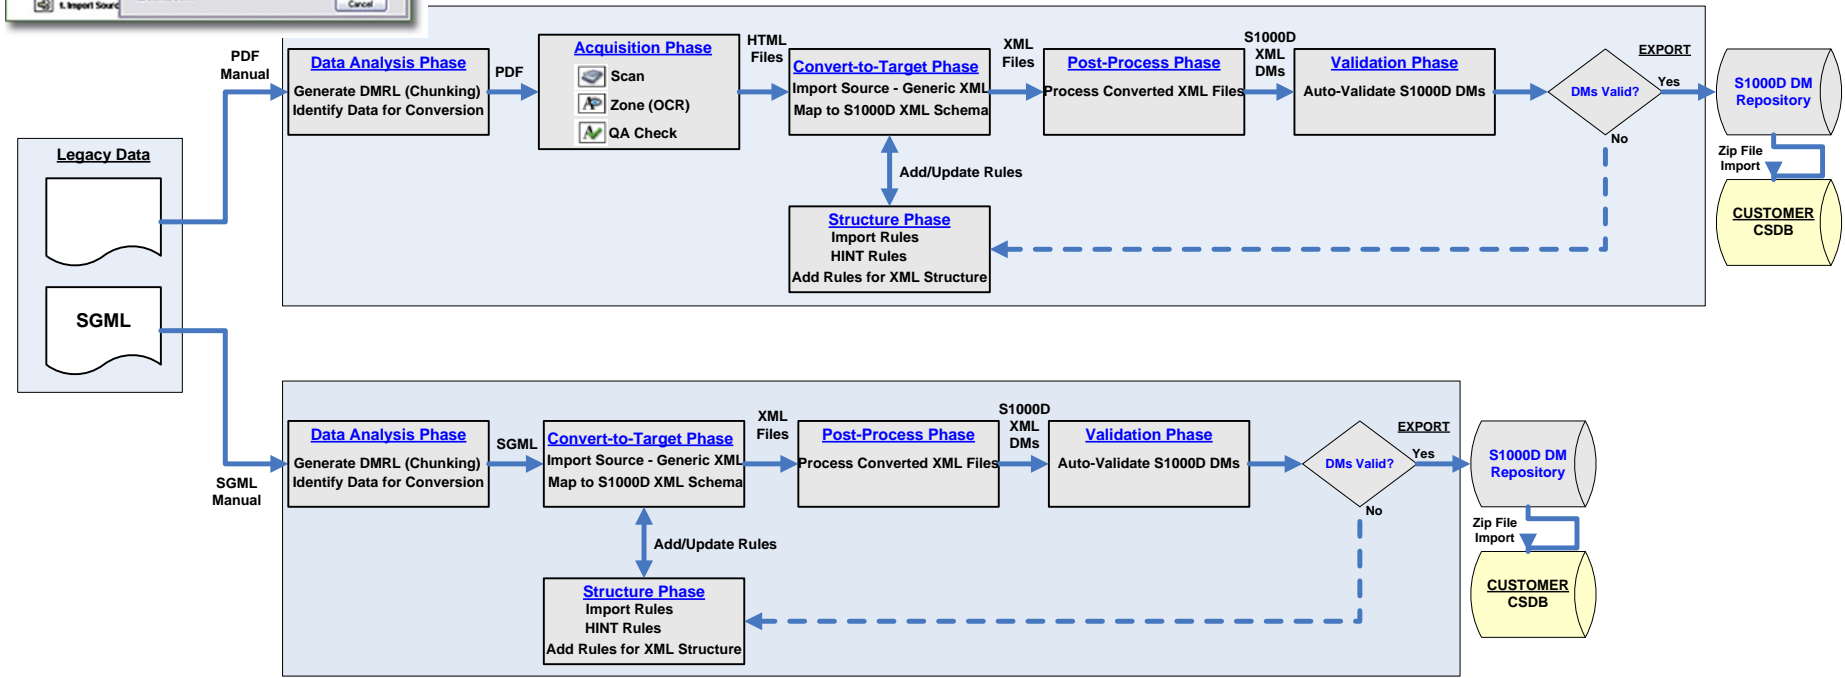 1. Import Sourc
Cancel
Legacy Data
SGML
PDF
Manual
Data Analysis Phase
Generate DMRL (Chunking)
Identify Data for Conversion
PDF
Acquisition Phase
Scan
Zone (OCR)
QA Check
HTML
Files
Convert-to-Target Phase
Import Source - Generic XML
Map to S1000D XML Schema
XML
Files
Post-Process Phase
Process Converted XML Files
S1000D
XML
DMs
Validation Phase
Auto-Validate S1000D DMs
DMs Valid?
EXPORT
Yes
No
S1000D DM
Repository
Zip File
Import
CUSTOMER
CSDB
Add/Update Rules
Structure Phase
Import Rules
HINT Rules
Add Rules for XML Structure
SGML
Manual
Data Analysis Phase
Generate DMRL (Chunking)
Identify Data for Conversion
SGML
Convert-to-Target Phase
Import Source - Generic XML
Map to S1000D XML Schema
XML
Files
Post-Process Phase
Process Converted XML Files
S1000D
XML
DMs
Validation Phase
Auto-Validate S1000D DMs
DMs Valid?
EXPORT
Yes
No
S1000D DM
Repository
Zip File
Import
CUSTOMER
CSDB
Add/Update Rules
Structure Phase
Import Rules
HINT Rules
Add Rules for XML Structure